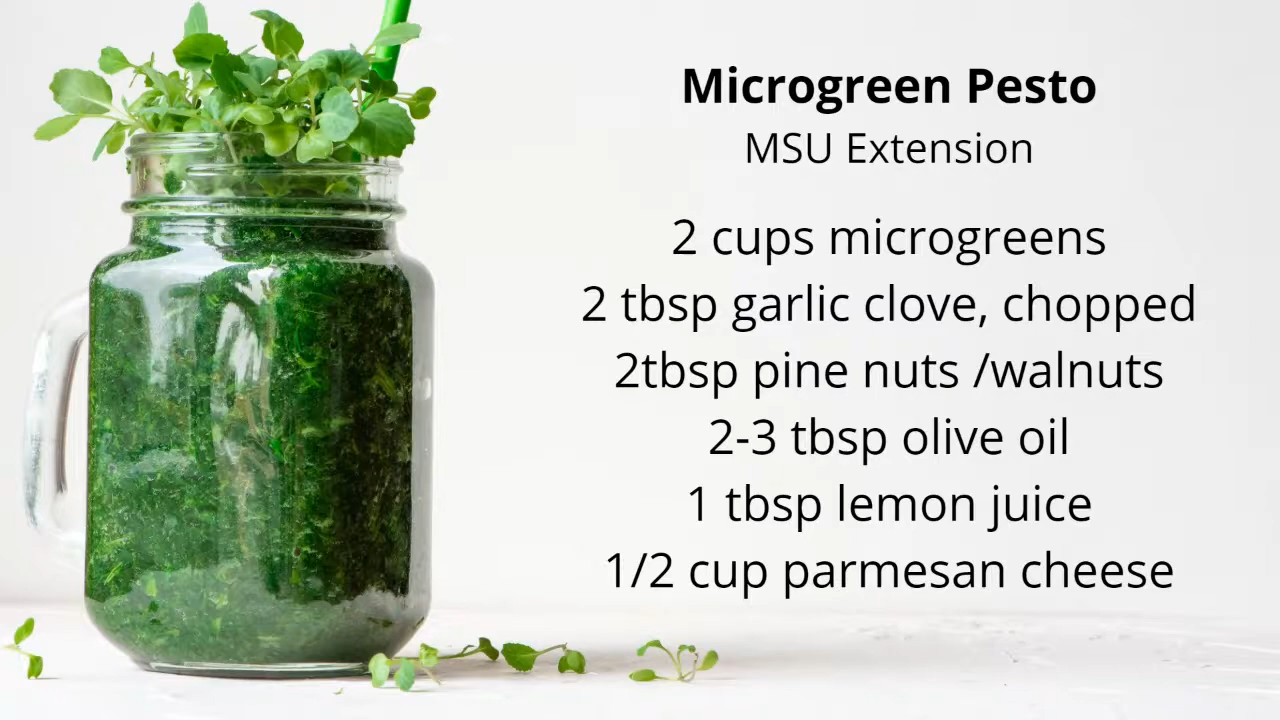 Microgreen Pesto
MSU Extension
2 cups microgreens
2 tbsp garlic clove, chopped
2tbsp pine nuts /walnuts
2-3 tbsp olive oil
1 tbsp lemon juice
1/2 cup parmesan cheese